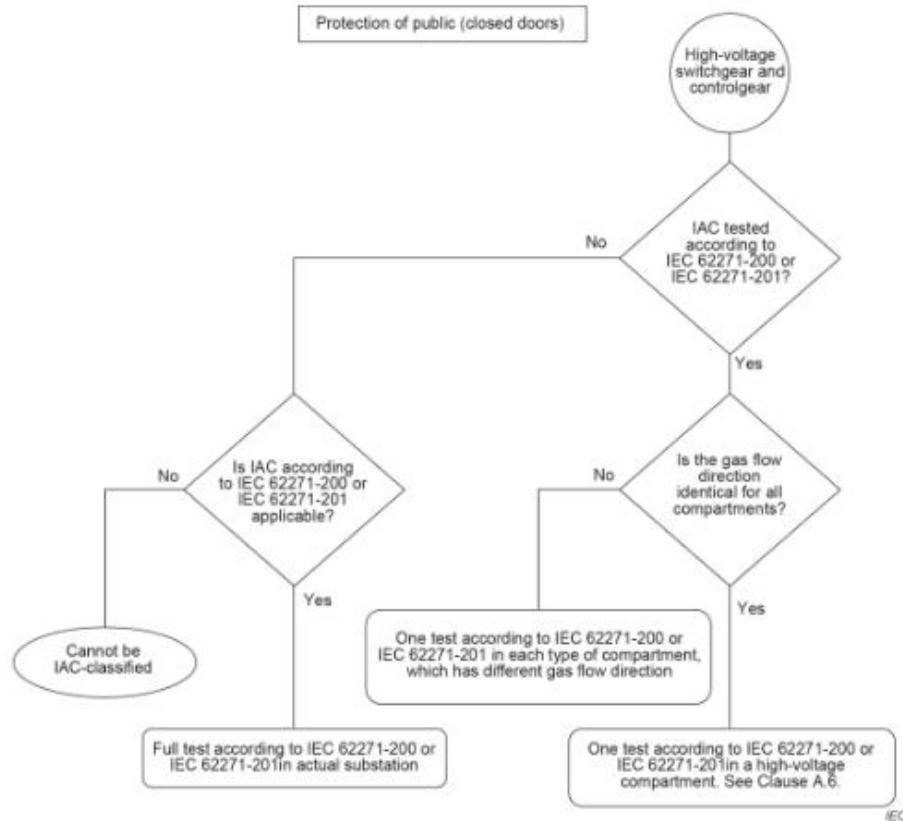 Protection of public (closed doors)
High-voltage
switchgear and
controlgear
IAC tested
according to
IEC 62271-200 or
IEC 62271-201?
No
Yes
Is IAC according
to IEC 62271-200 or
IEC 62271-201
applicable?
No
Yes
Is the gas flow
direction
identical for all
compartments?
No
Yes
Cannot be
IAC-classified
One test according to IEC 62271-200 or
IEC 62271-201 in each type of compartment,
which has different gas flow direction
Full test according to IEC 62271-200 or
IEC 62271-201in actual substation
One test according to IEC 62271-200 or
IEC 62271-201in a high-voltage
compartment. See Clause A.6.
IEC